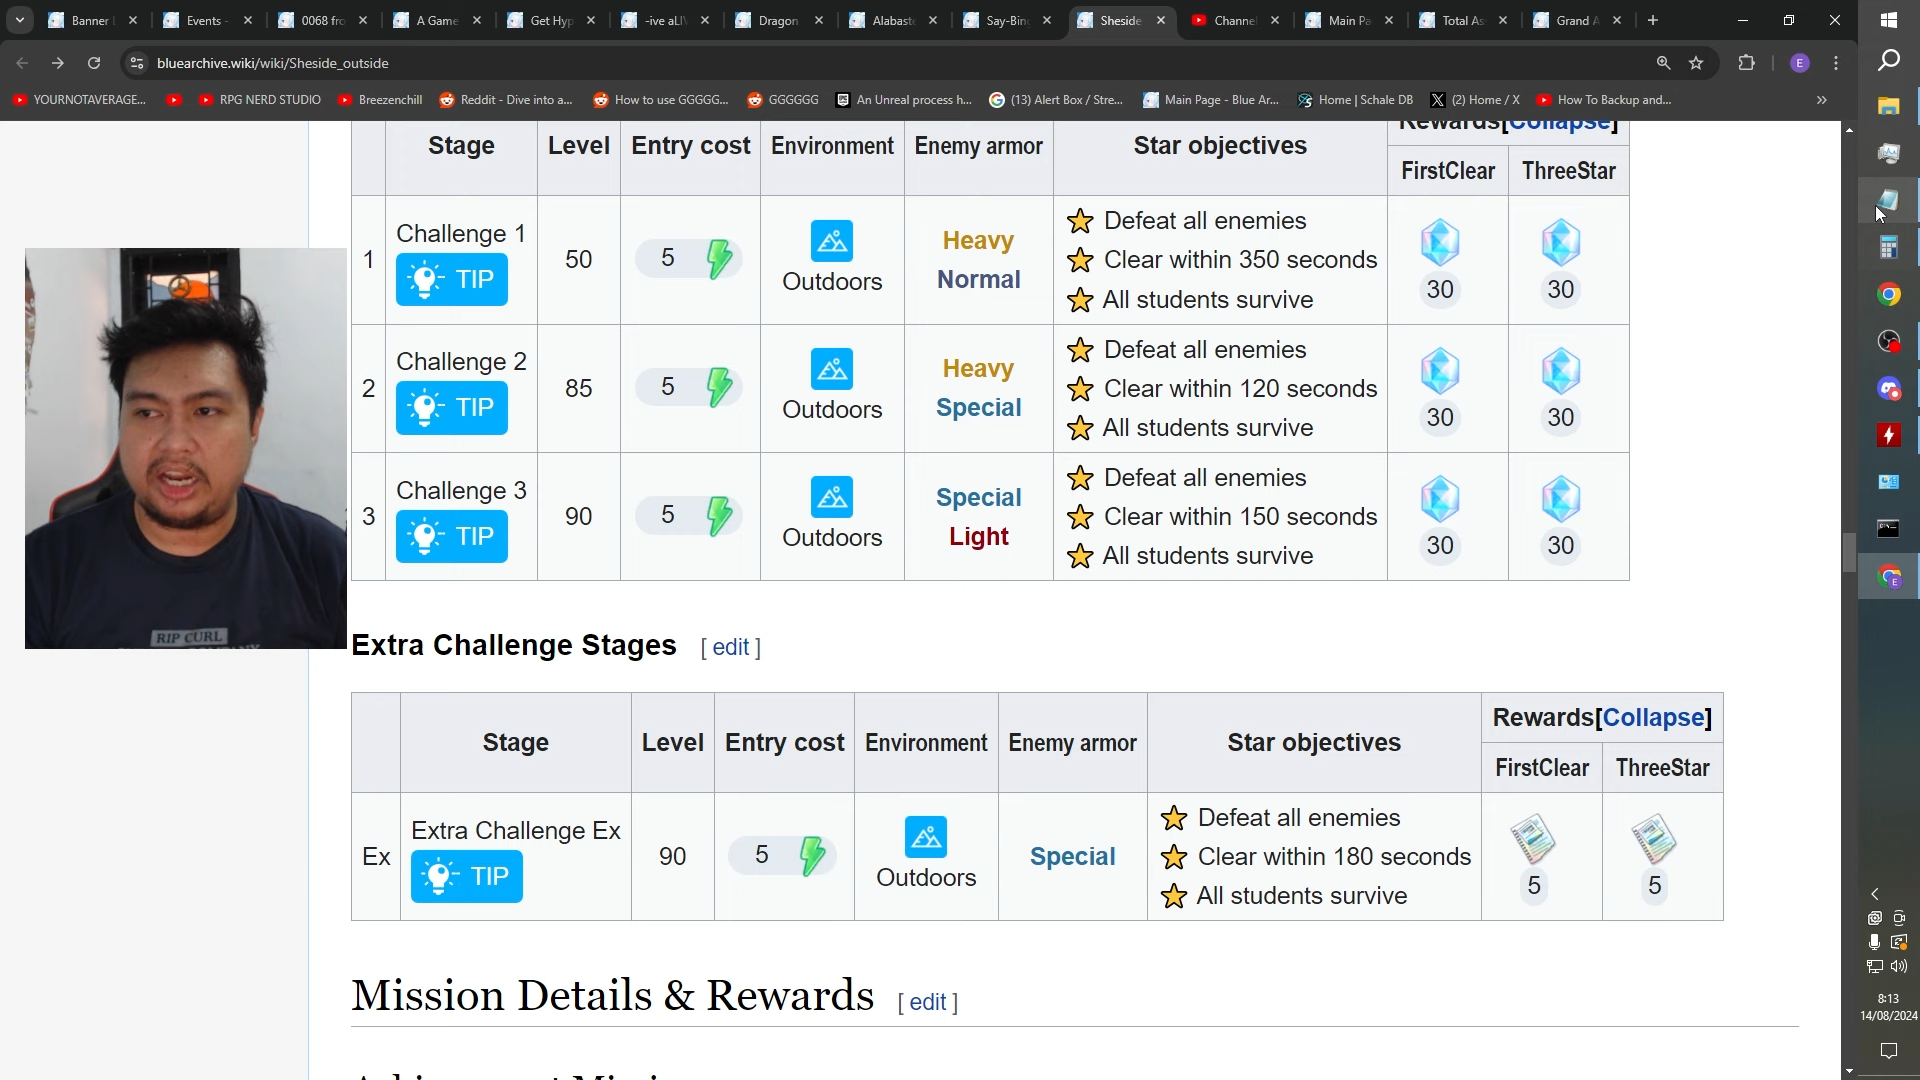 Banner
Events -
0068 fro
A Game
Get Hyp
-ive aLIV
Dragon
Alabaste
Say-Bing
Sheside
Channel
Main Pa
Total Ass
Grand A
bluearchive.wiki/wiki/Sheside_outside
E
YOURNOTAVERAGE...
RPG NERD STUDIO
Breezenchill
Reddit - Dive into a...
How to use GGGGG...
GGGGGG
An Unreal process h...
(13) Alert Box / Stre...
Main Page - Blue Ar...
Home | Schale DB
(2) Home / X
How To Backup and...
»
Stage
Level
Entry cost
Environment
Enemy armor
Star objectives
Rewards[Collapse]
FirstClear
ThreeStar
1
Challenge 1
TIP
50
5
Outdoors
Heavy
Normal
Defeat all enemies
Clear within 350 seconds
All students survive
30
30
2
Challenge 2
TIP
85
5
Outdoors
Heavy
Special
Defeat all enemies
Clear within 120 seconds
All students survive
30
30
3
Challenge 3
TIP
90
5
Outdoors
Special
Light
Defeat all enemies
Clear within 150 seconds
All students survive
30
30
RIP CURL
Extra Challenge Stages [ edit ]
Stage
Level
Entry cost
Environment
Enemy armor
Star objectives
Rewards[Collapse]
FirstClear
ThreeStar
Ex
Extra Challenge Ex
TIP
90
5
Outdoors
Special
Defeat all enemies
Clear within 180 seconds
All students survive
5
5
Mission Details & Rewards [ edit ]
8:13
14/08/2024